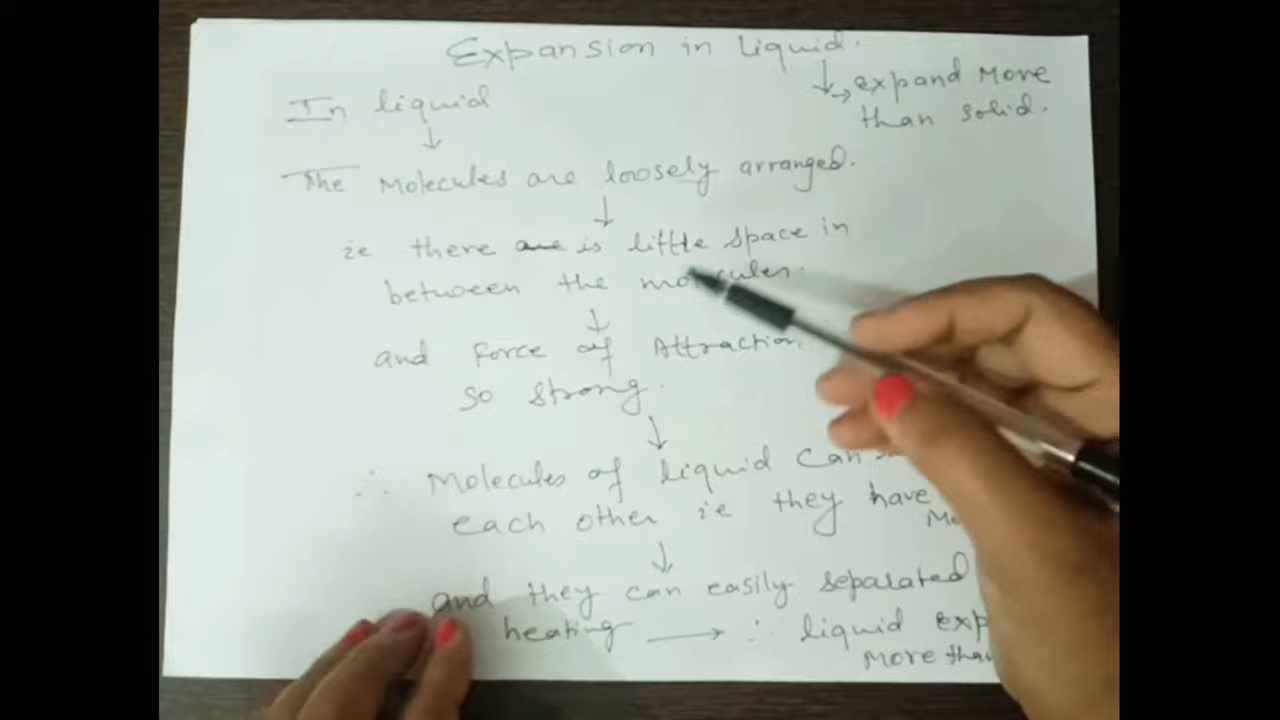 Expansion in Liquid.
→ expand More
than solid.
In liquid
The Molecules are loosely arranged.
ie there are is little space in
between the molecules.
and Force of Attraction
so strong.
∴ Molecules of liquid Can
each other ie they have
and they can easily separated
heating → ∴ liquid
More